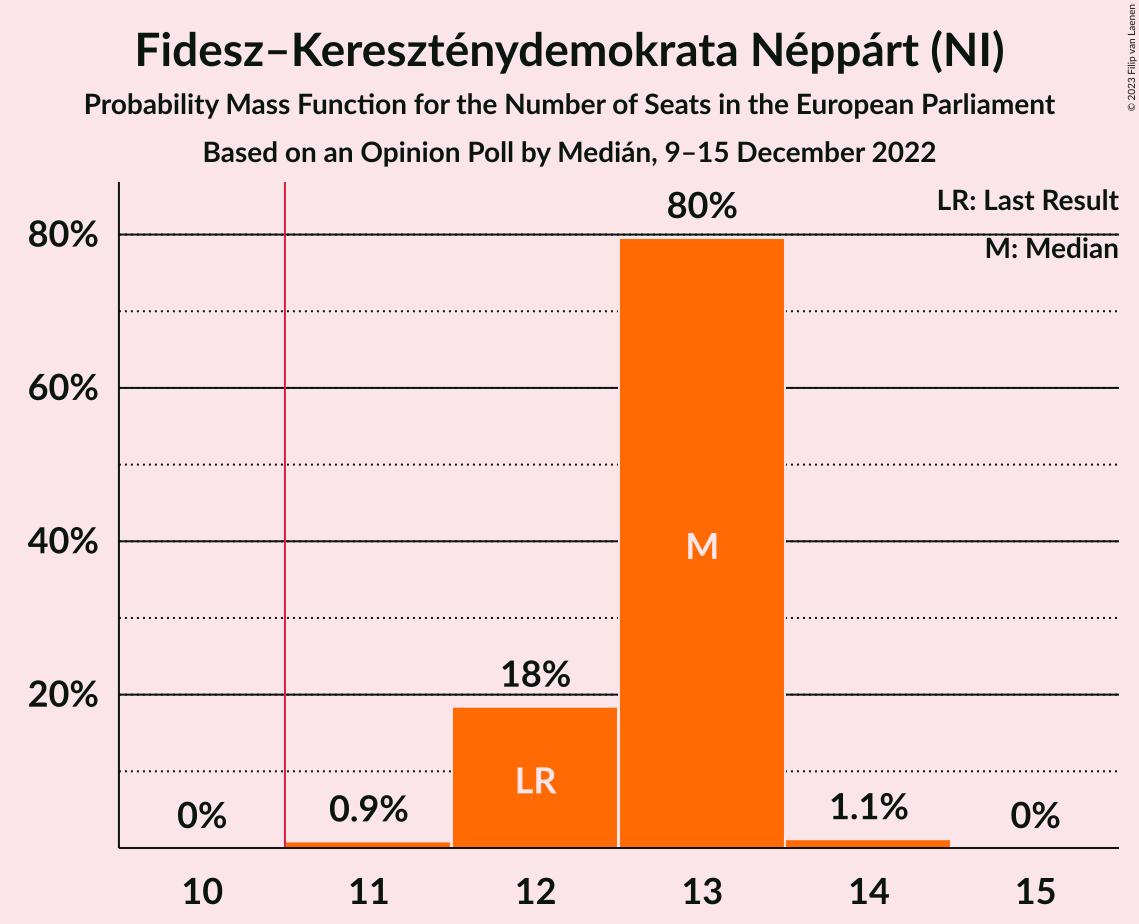 Fidesz–Kereszténydemokrata Néppárt (NI)
Probability Mass Function for the Number of Seats in the European Parliament
Based on an Opinion Poll by Medián, 9–15 December 2022
© 2023 Filip van Laenen
LR: Last Result
M: Median
80%
60%
40%
20%
0%
0.9%
18%
80%
1.1%
0%
LR
M
10 11 12 13 14 15